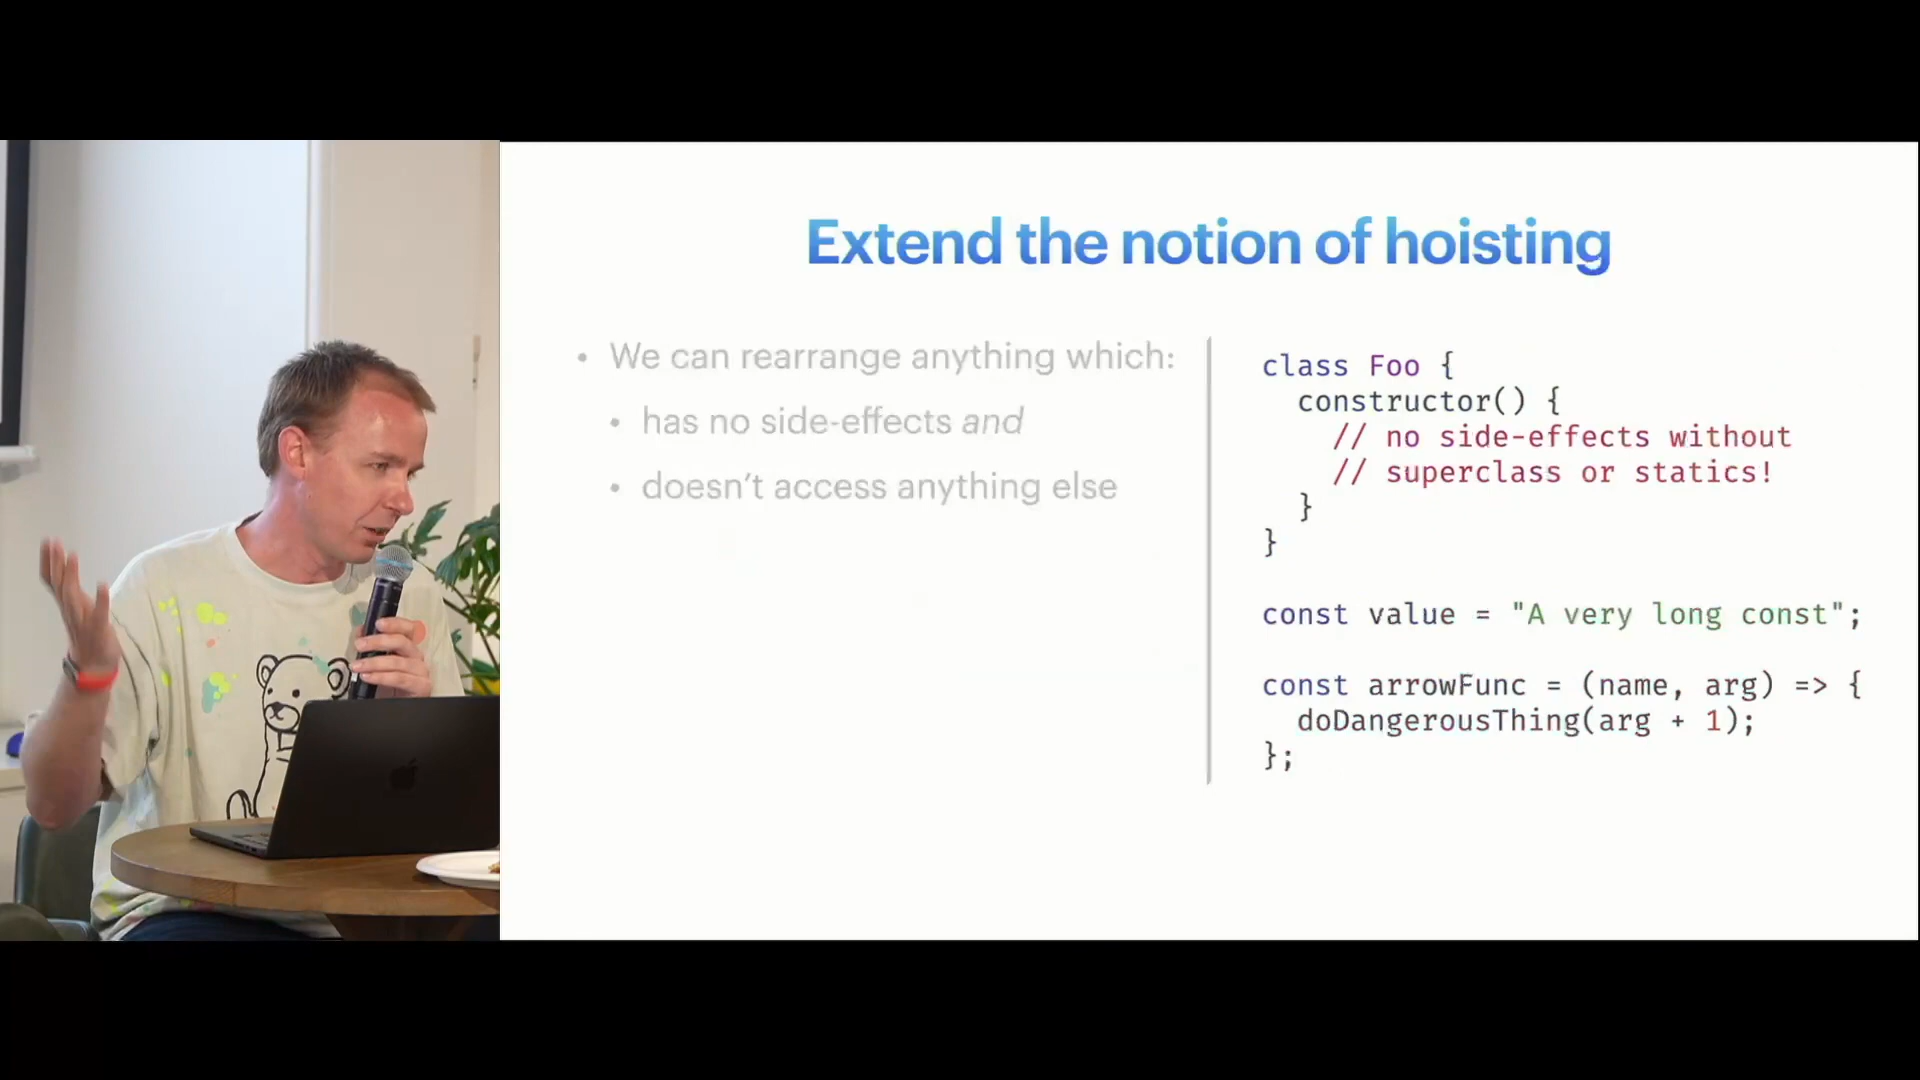 Extend the notion of hoisting
• We can rearrange anything which:
• has no side-effects and
• doesn’t access anything else
class Foo {
  constructor() {
    // no side-effects without
    // superclass or statics!
  }
}
const value = "A very long const";
const arrowFunc = (name, arg) => {
  doDangerousThing(arg + 1);
};